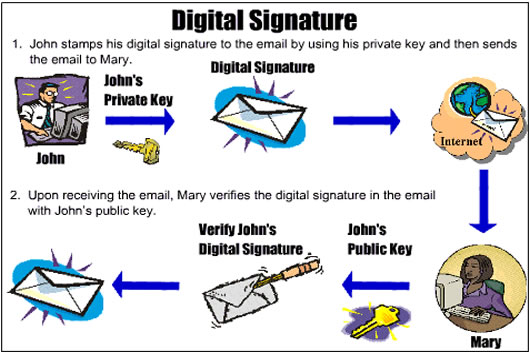 Digital Signature
1. John stamps his digital signature to the email by using his private key and then sends
the email to Mary.
John's
Private Key
Digital Signature
John
Internet
2. Upon receiving the email, Mary verifies the digital signature in the email
with John's public key.
Verify John's
Digital Signature
John's
Public Key
Mary